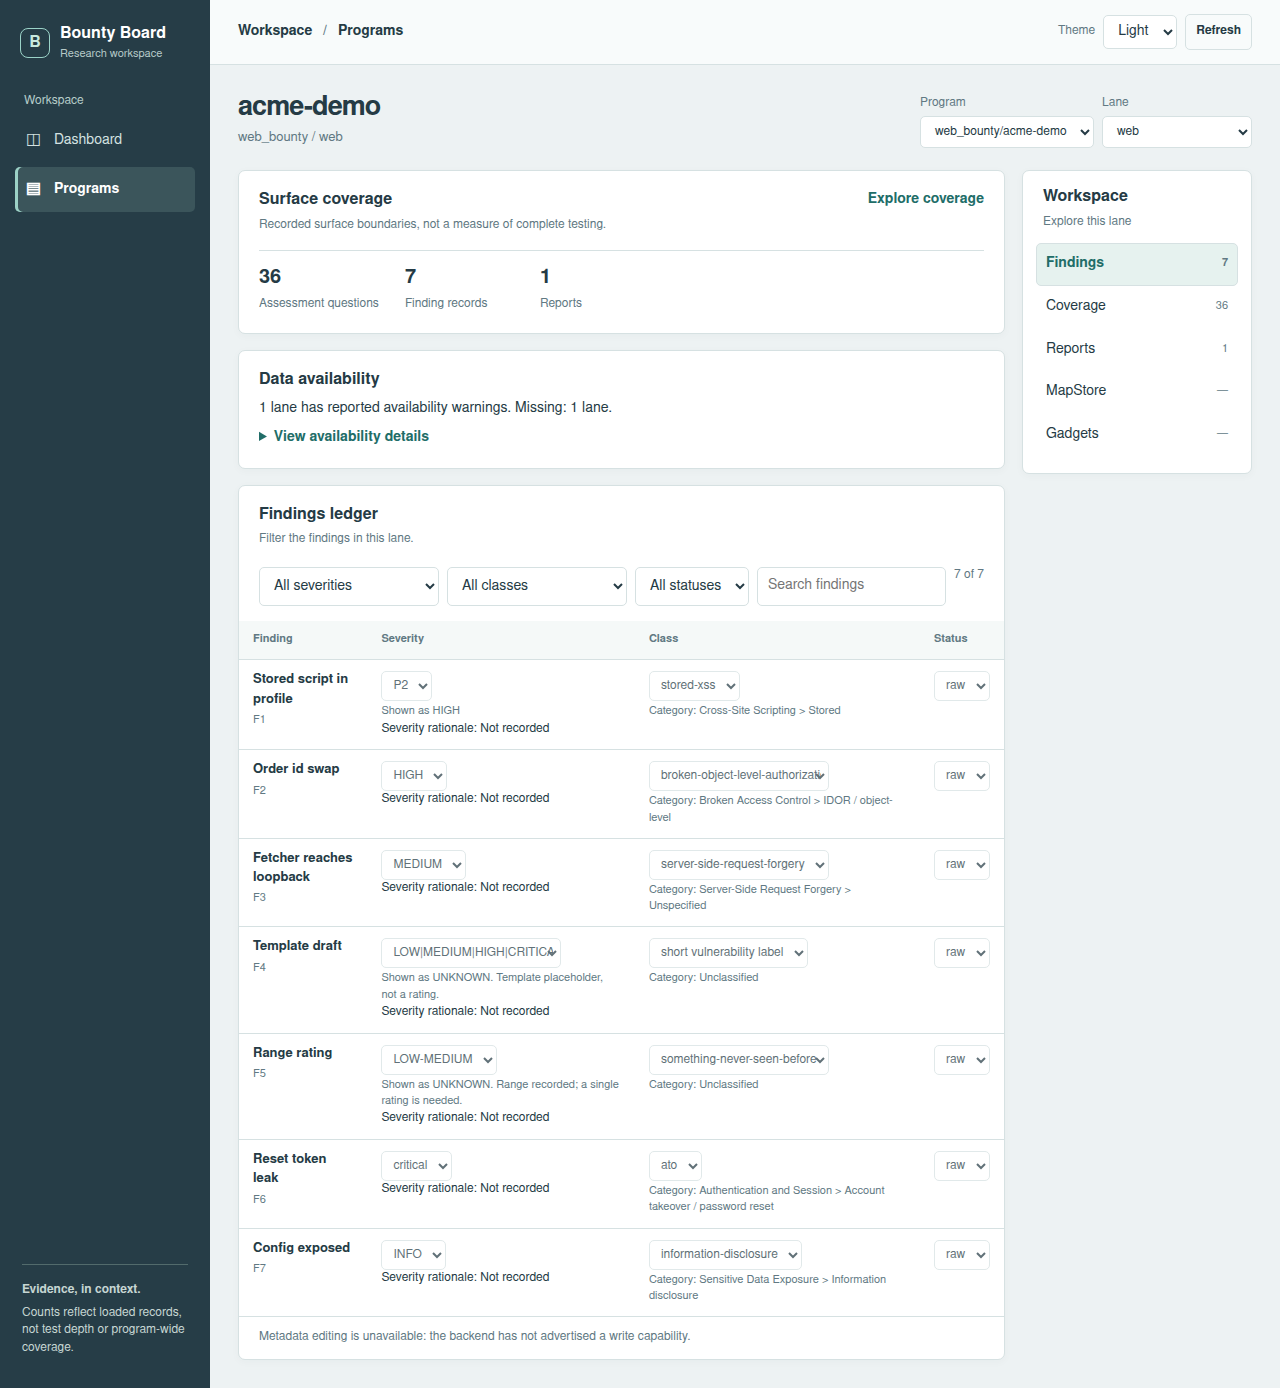 B
Bounty Board
Research workspace
Workspace
Dashboard
Programs
Evidence, in context.
Counts reflect loaded records,
not test depth or program-wide
coverage.
Workspace / Programs
Theme
Light
Refresh
acme-demo
web_bounty / web
Program
web_bounty/acme-demo
Lane
web
Surface coverage
Explore coverage
Recorded surface boundaries, not a measure of complete testing.
36
Assessment questions
7
Finding records
1
Reports
Data availability
1 lane has reported availability warnings. Missing: 1 lane.
View availability details
Workspace
Explore this lane
Findings 7
Coverage 36
Reports 1
MapStore —
Gadgets —
Findings ledger
Filter the findings in this lane.
All severities
All classes
All statuses
Search findings
7 of 7
Finding Severity Class Status
Stored script in
profile
F1
P2
Shown as HIGH
Severity rationale: Not recorded
stored-xss
Category: Cross-Site Scripting > Stored
raw
Order id swap
F2
HIGH
Severity rationale: Not recorded
broken-object-level-authorizati
Category: Broken Access Control > IDOR / object-
level
raw
Fetcher reaches
loopback
F3
MEDIUM
Severity rationale: Not recorded
server-side-request-forgery
Category: Server-Side Request Forgery >
Unspecified
raw
Template draft
F4
LOW|MEDIUM|HIGH|CRITICA
Shown as UNKNOWN. Template placeholder,
not a rating.
Severity rationale: Not recorded
short vulnerability label
Category: Unclassified
raw
Range rating
F5
LOW-MEDIUM
Shown as UNKNOWN. Range recorded; a single
rating is needed.
Severity rationale: Not recorded
something-never-seen-before
Category: Unclassified
raw
Reset token
leak
F6
critical
Severity rationale: Not recorded
ato
Category: Authentication and Session > Account
takeover / password reset
raw
Config exposed
F7
INFO
Severity rationale: Not recorded
information-disclosure
Category: Sensitive Data Exposure > Information
disclosure
raw
Metadata editing is unavailable: the backend has not advertised a write capability.